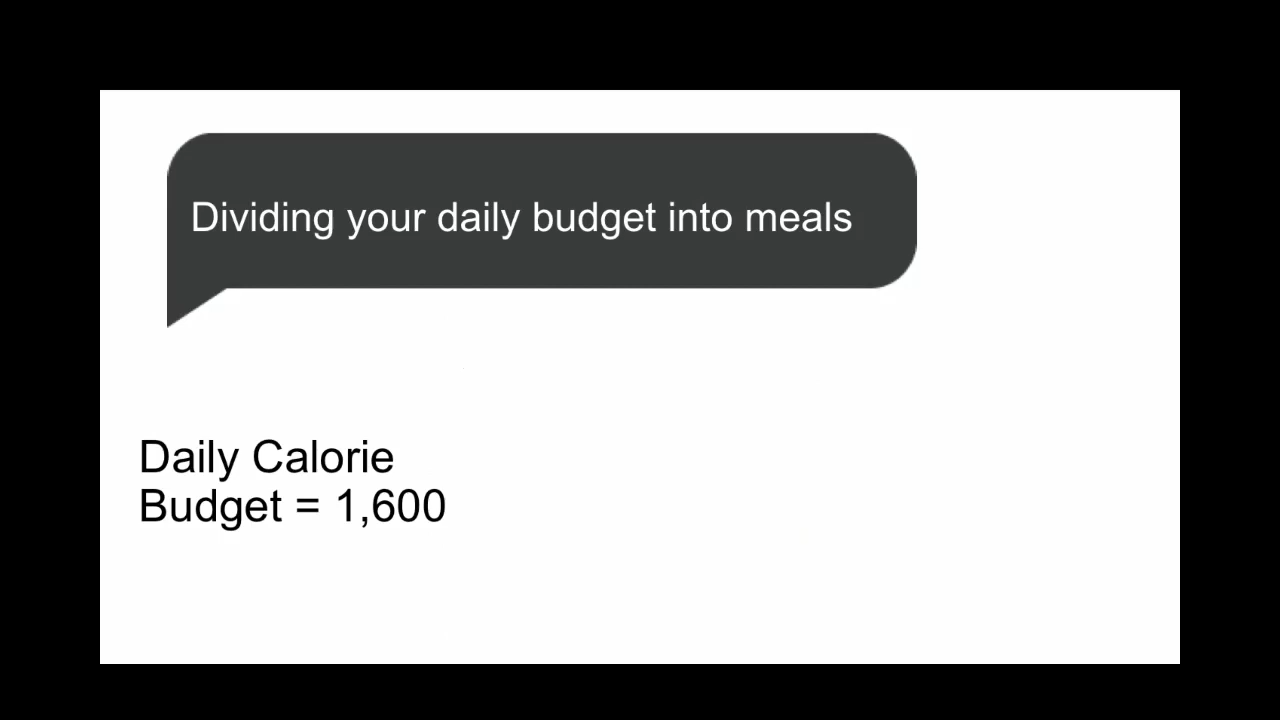 Dividing your daily budget into meals
Daily Calorie
Budget = 1,600